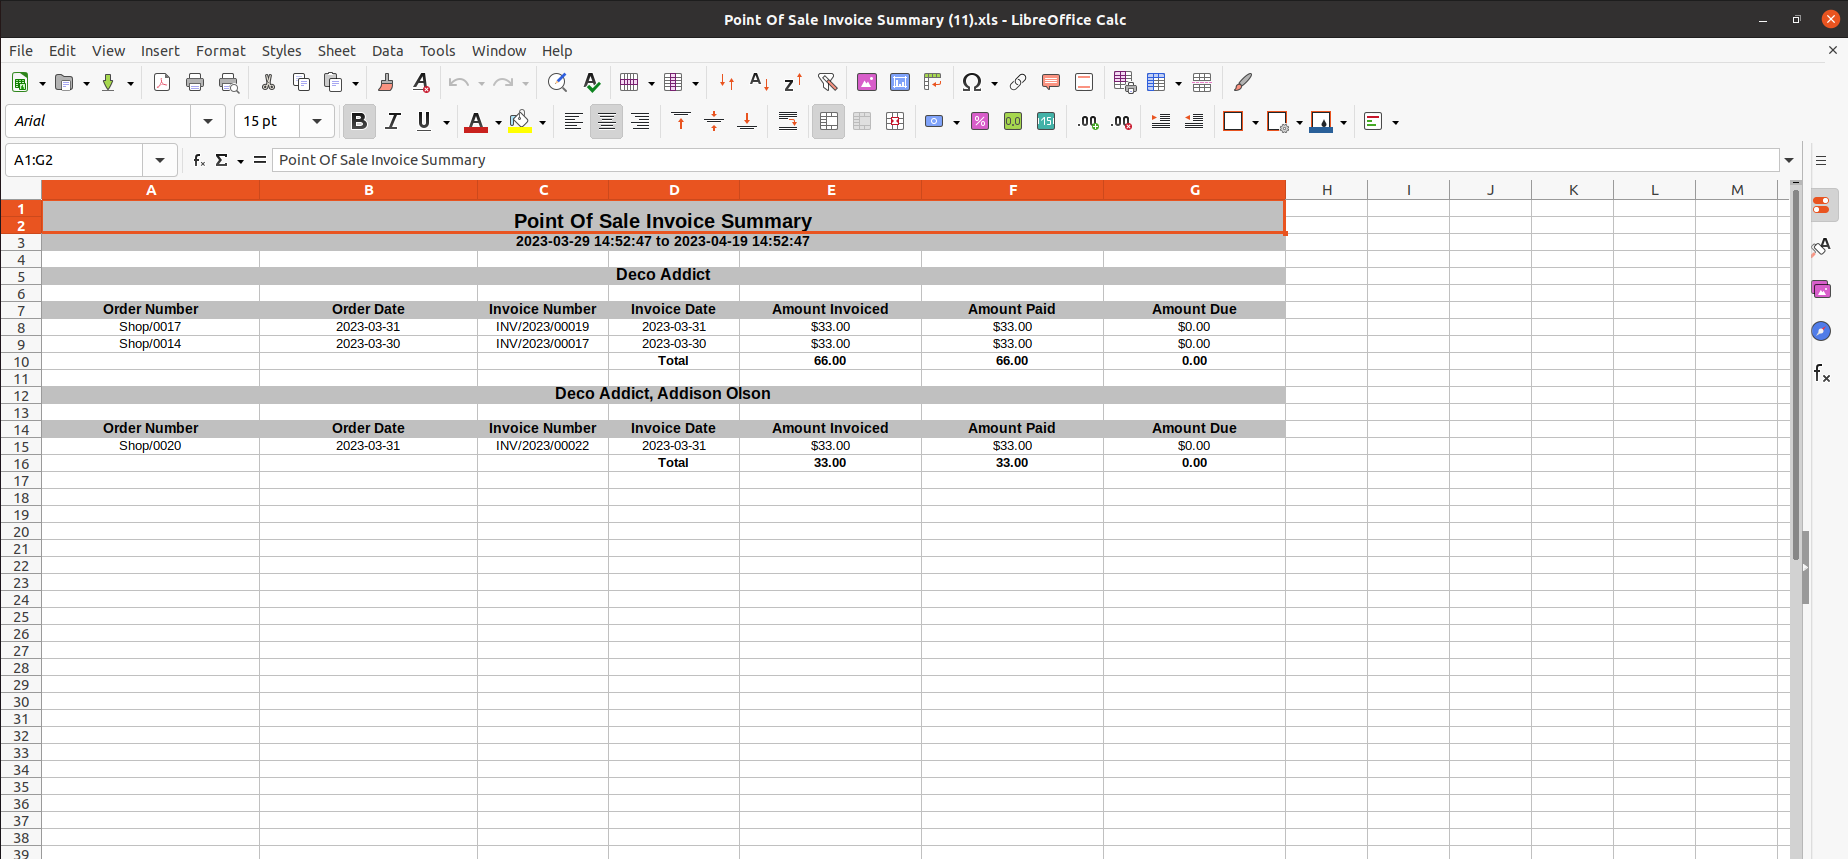 Point Of Sale Invoice Summary (11).xls - LibreOffice Calc
File Edit View Insert Format Styles Sheet Data Tools Window Help
Arial 15 pt
A1:G2 Point Of Sale Invoice Summary
A B C D E F G H I J K L M
1
2 Point Of Sale Invoice Summary
3 2023-03-29 14:52:47 to 2023-04-19 14:52:47
4
5 Deco Addict
6
7 Order Number Order Date Invoice Number Invoice Date Amount Invoiced Amount Paid Amount Due
8 Shop/0017 2023-03-31 INV/2023/00019 2023-03-31 $33.00 $33.00 $0.00
9 Shop/0014 2023-03-30 INV/2023/00017 2023-03-30 $33.00 $33.00 $0.00
10 Total 66.00 66.00 0.00
11
12 Deco Addict, Addison Olson
13
14 Order Number Order Date Invoice Number Invoice Date Amount Invoiced Amount Paid Amount Due
15 Shop/0020 2023-03-31 INV/2023/00022 2023-03-31 $33.00 $33.00 $0.00
16 Total 33.00 33.00 0.00
17
18
19
20
21
22
23
24
25
26
27
28
29
30
31
32
33
34
35
36
37
38
39